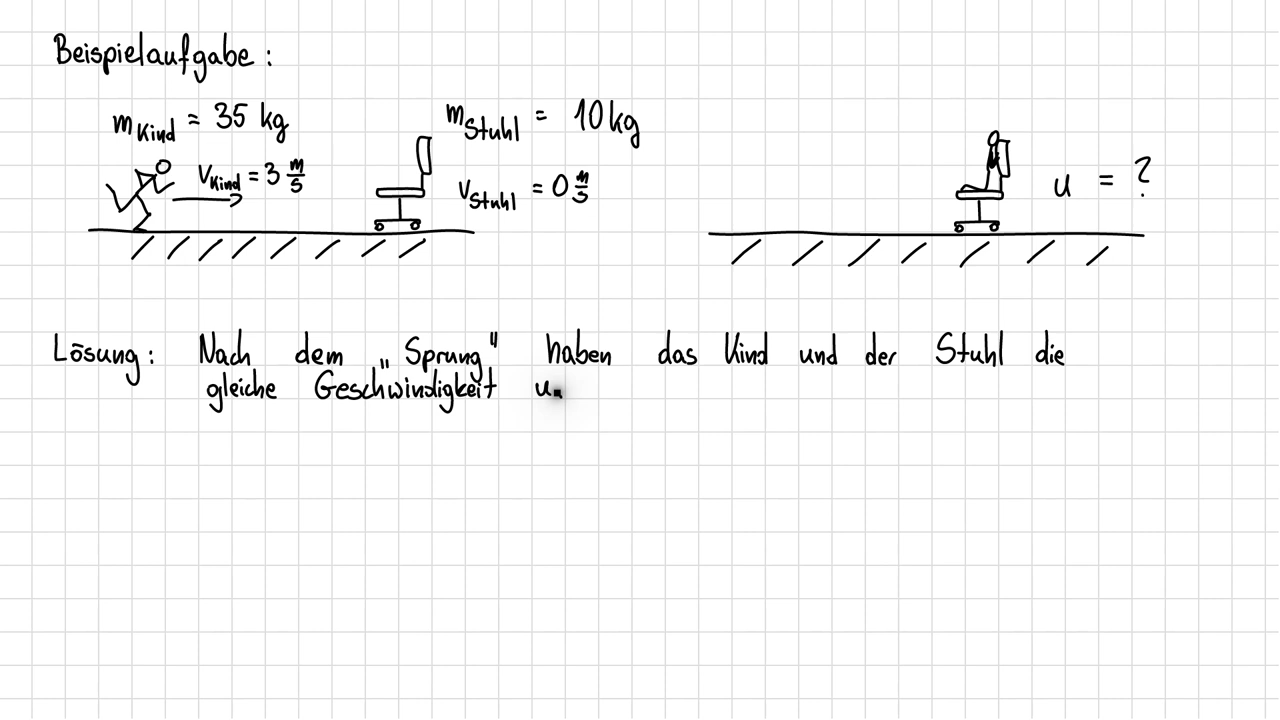 Beispielaufgabe:
m_Kind = 35 kg
v_Kind = 3 m/s
m_Stuhl = 10 kg
v_Stuhl = 0 m/s
u = ?
Lösung: Nach dem „Sprung" haben das Kind und der Stuhl die
gleiche Geschwindigkeit u.